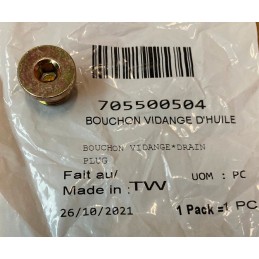 705500504
BOUCHON VIDANGE D'HUILE
BOUCHON VIDANGE*DRAIN
PLUG
Fait au/
Made in : TW
UOM : PC
26/10/2021
1 Pack =1 PC